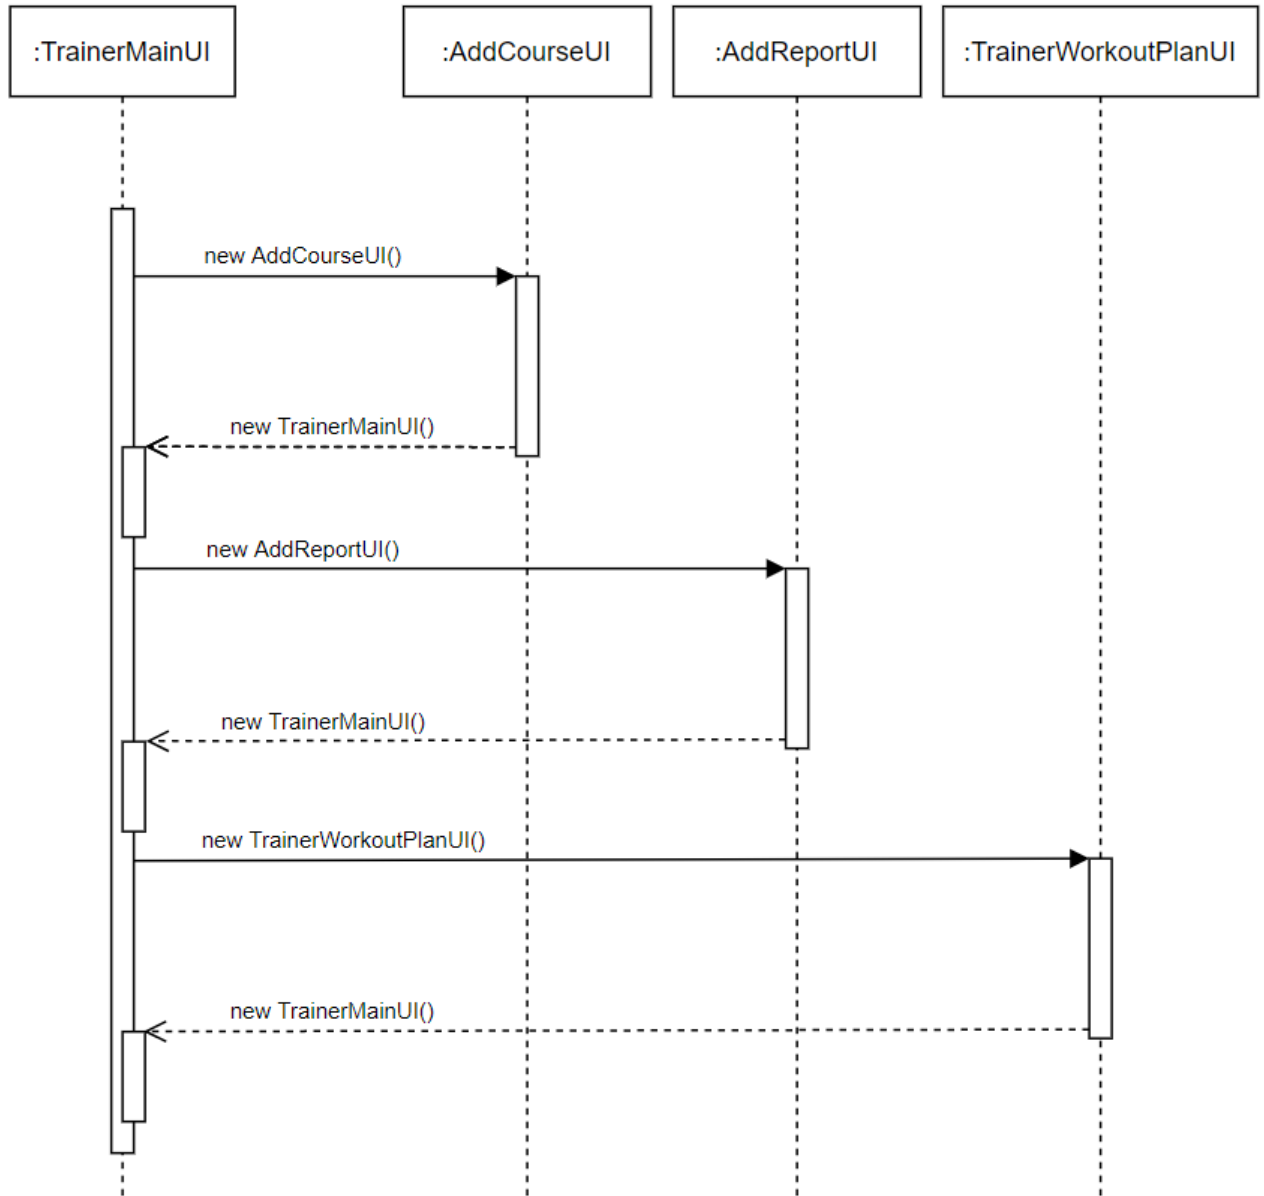 :TrainerMainUI
:AddCourseUI
:AddReportUI
:TrainerWorkoutPlanUI
new AddCourseUI()
new TrainerMainUI()
new AddReportUI()
new TrainerMainUI()
new TrainerWorkoutPlanUI()
new TrainerMainUI()